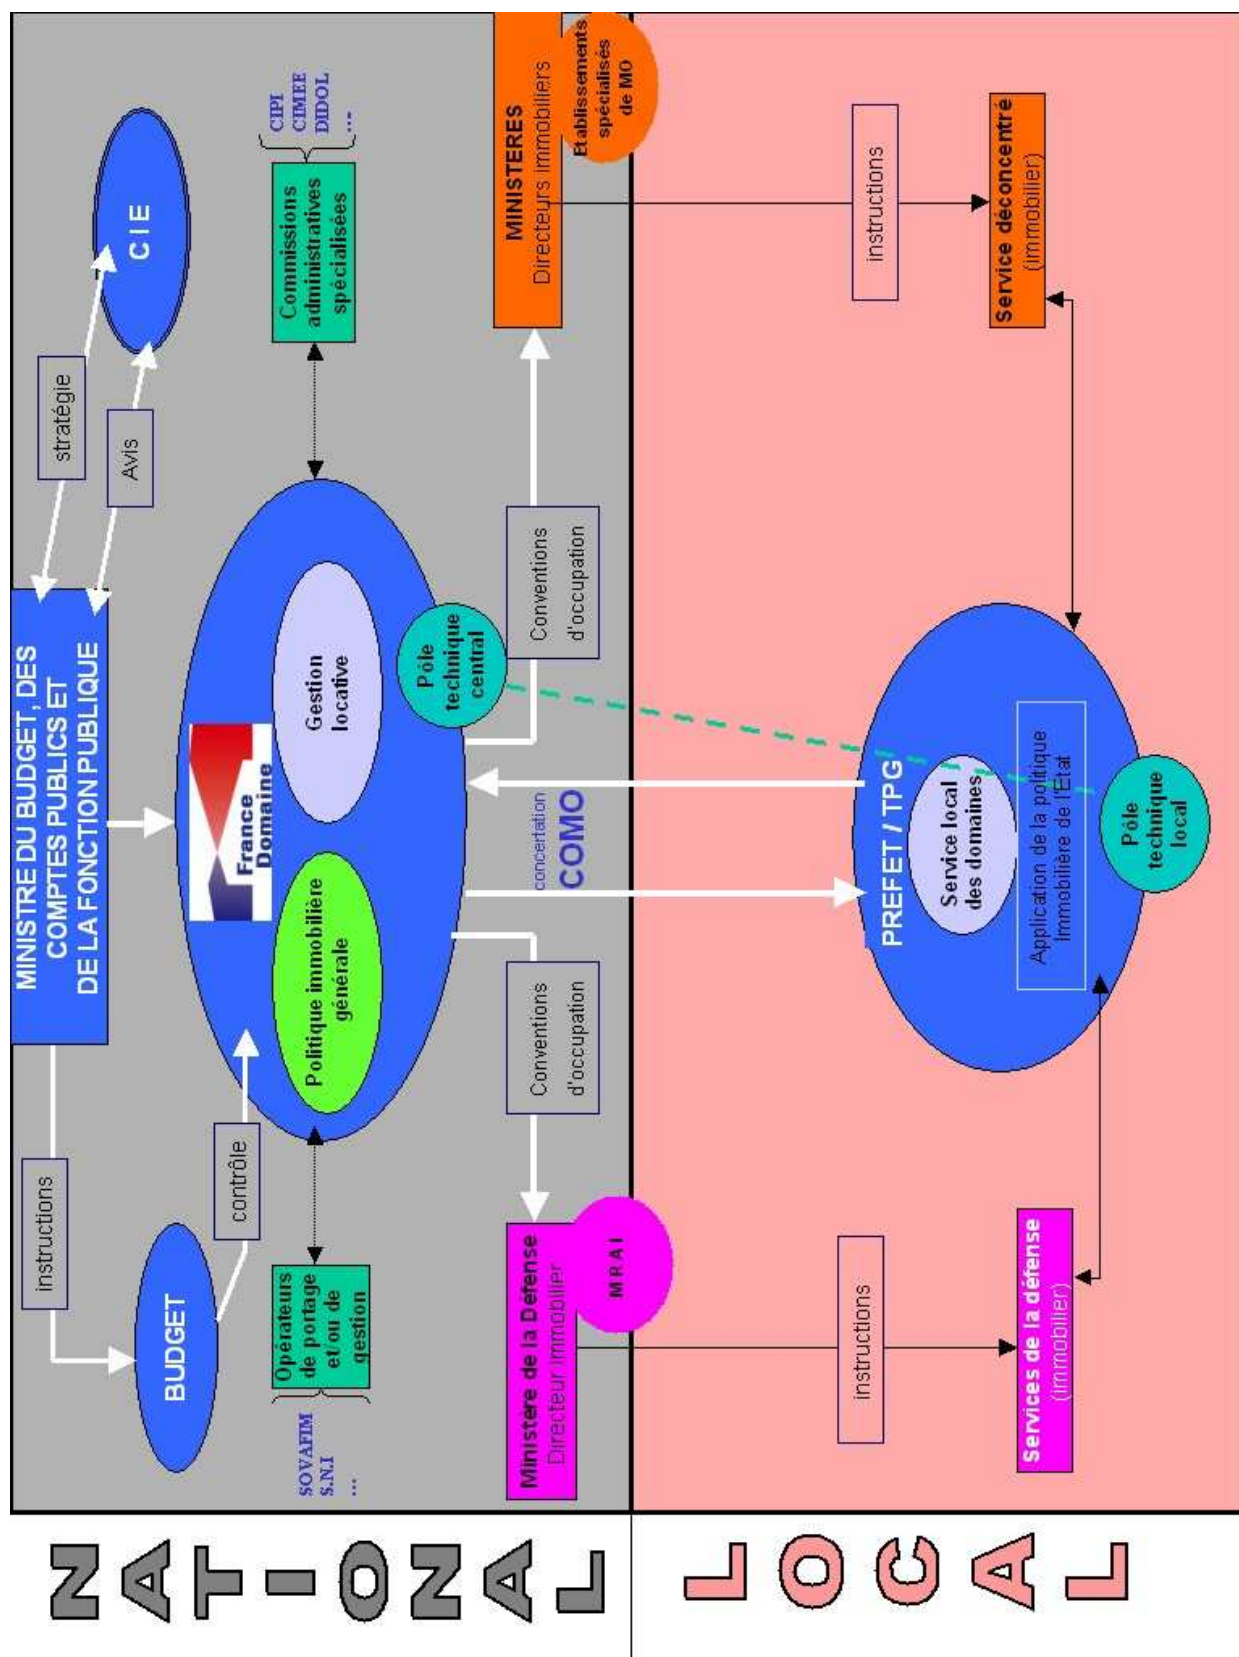 NATIONAL
MINISTRE DU BUDGET, DES
COMPTES PUBLICS ET
DE LA FONCTION PUBLIQUE
instructions
stratégie
Avis
C I E
BUDGET
contrôle
France
Domaine
Politique immobilière
générale
Gestion
locative
SOVAFIM
S.N.I
...
Opérateurs
de portage
et/ou de
gestion
Commissions
administratives
spécialisées
CIPI
CIMEE
DIDOL
...
Pôle
technique
central
Ministère de la Défense
Directeur immobilier
M R A I
Conventions
d'occupation
concertation
COMO
Conventions
d'occupation
MINISTERES
Directeurs immobiliers
Etablissements
spécialisés
de MO
LOCAL
instructions
instructions
PREFET / TPG
Service local
des domaines
Application de la politique
Immobilière de l'Etat
Pôle
technique
local
Services de la défense
(immobilier)
Service déconcentré
(immobilier)